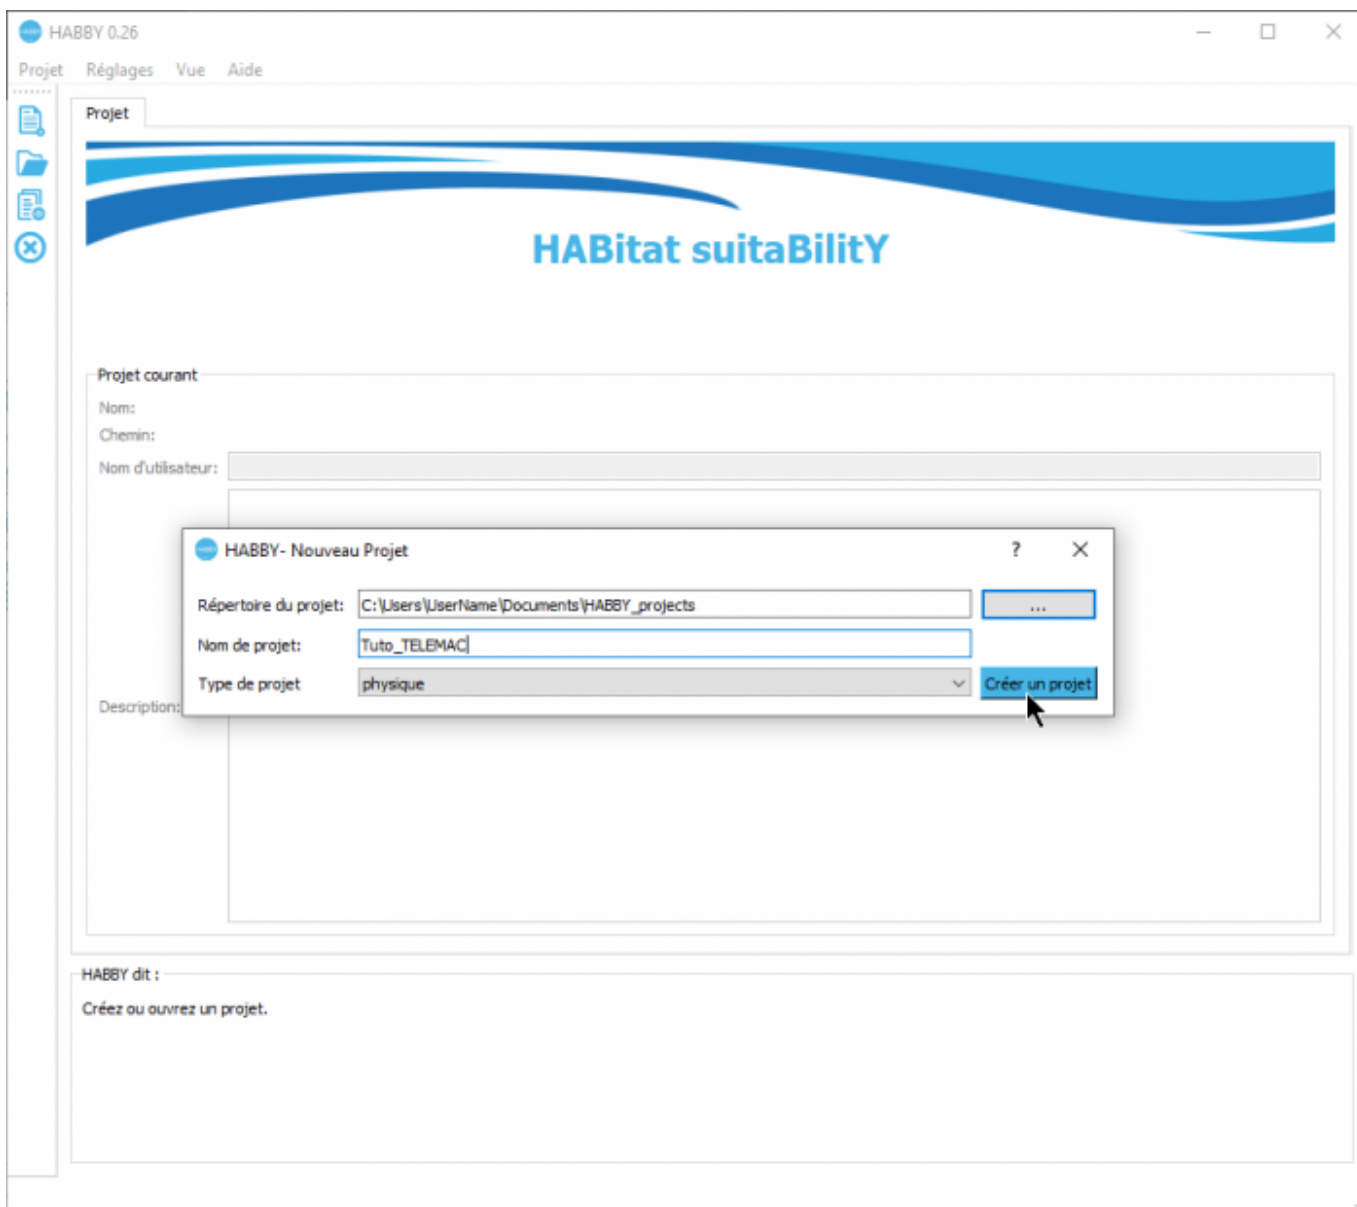 HABBY 0.26
Projet Réglages Vue Aide
Projet
HABitat suitaBilitY
Projet courant
Nom:
Chemin:
Nom d'utilisateur:
HABBY- Nouveau Projet
Répertoire du projet: C:\Users\UserName\Documents\HABBY_projects ...
Nom de projet: Tuto_TELEMAC
Type de projet physique Créer un projet
Description:
HABBY dit :
Créez ou ouvrez un projet.